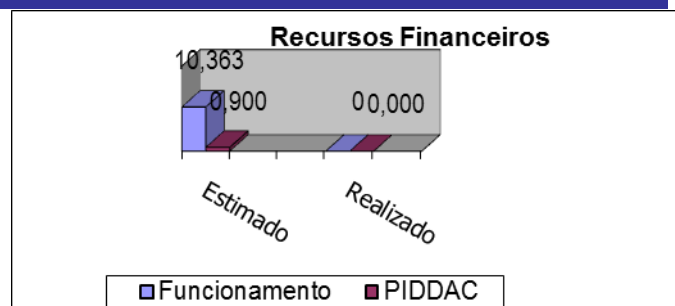 Recursos Financeiros
10,363
0,900
0
0,000
Estimado
Realizado
Funcionamento
PIDDAC